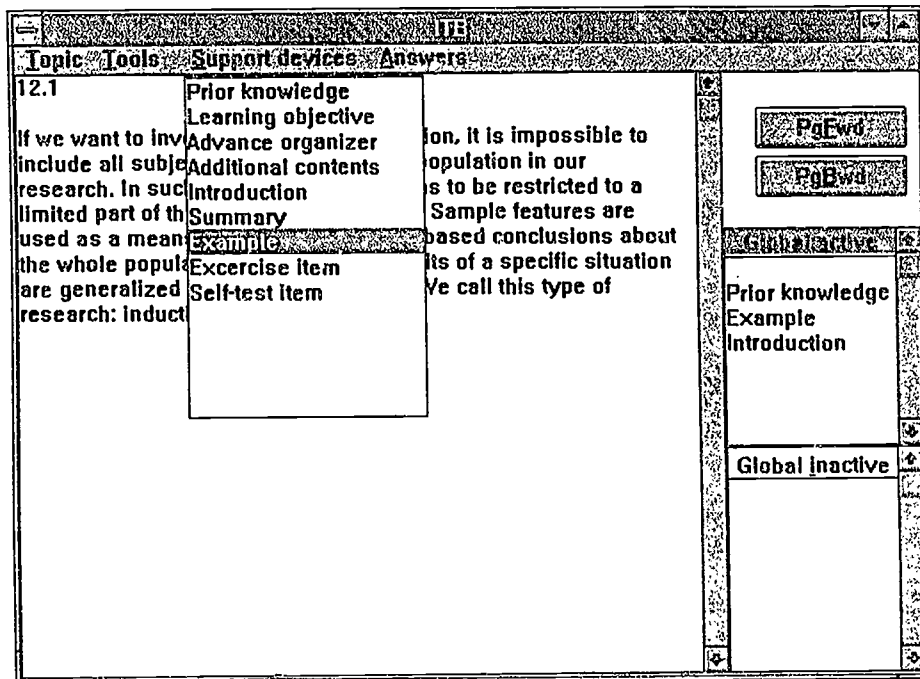 ITB
Topic Tools Support devices Answers
12.1
If we want to inv ion, it is impossible to
include all subje opulation in our
research. In suc s to be restricted to a
limited part of th Sample features are
used as a mean based conclusions about
the whole popula lts of a specific situation
are generalized We call this type of
research: induct
Prior knowledge
Learning objective
Advance organizer
Additional contents
Introduction
Summary
Example
Excercise item
Self-test item
PgFwd
PgBwd
Global active
Prior knowledge
Example
Introduction
Global inactive